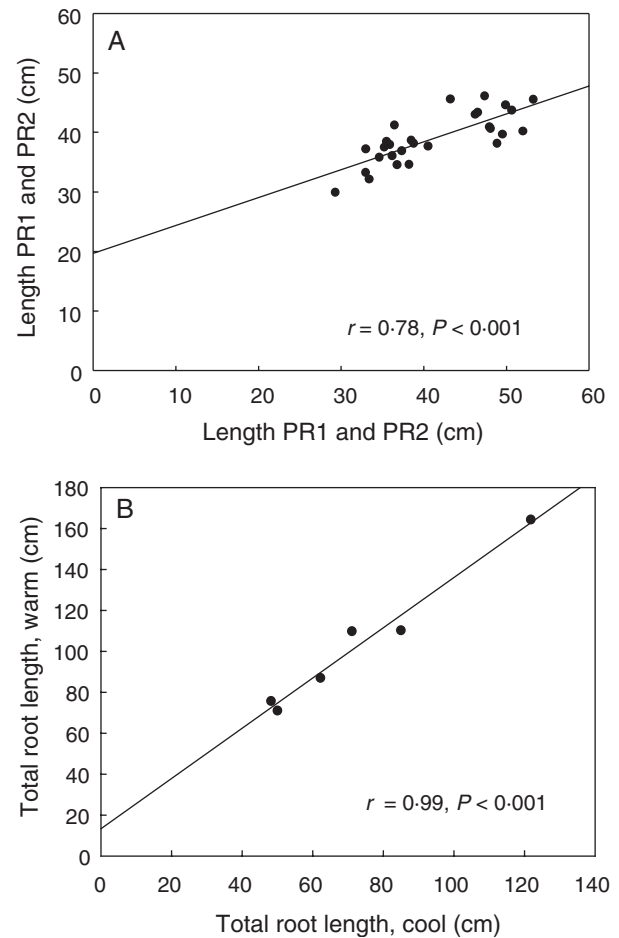 A
60
50
40
30
20
10
0
Length PR1 and PR2 (cm)
r = 0·78, P < 0·001
0 10 20 30 40 50 60
Length PR1 and PR2 (cm)
B
180
160
140
120
100
80
60
40
20
0
Total root length, warm (cm)
r = 0·99, P < 0·001
0 20 40 60 80 100 120 140
Total root length, cool (cm)